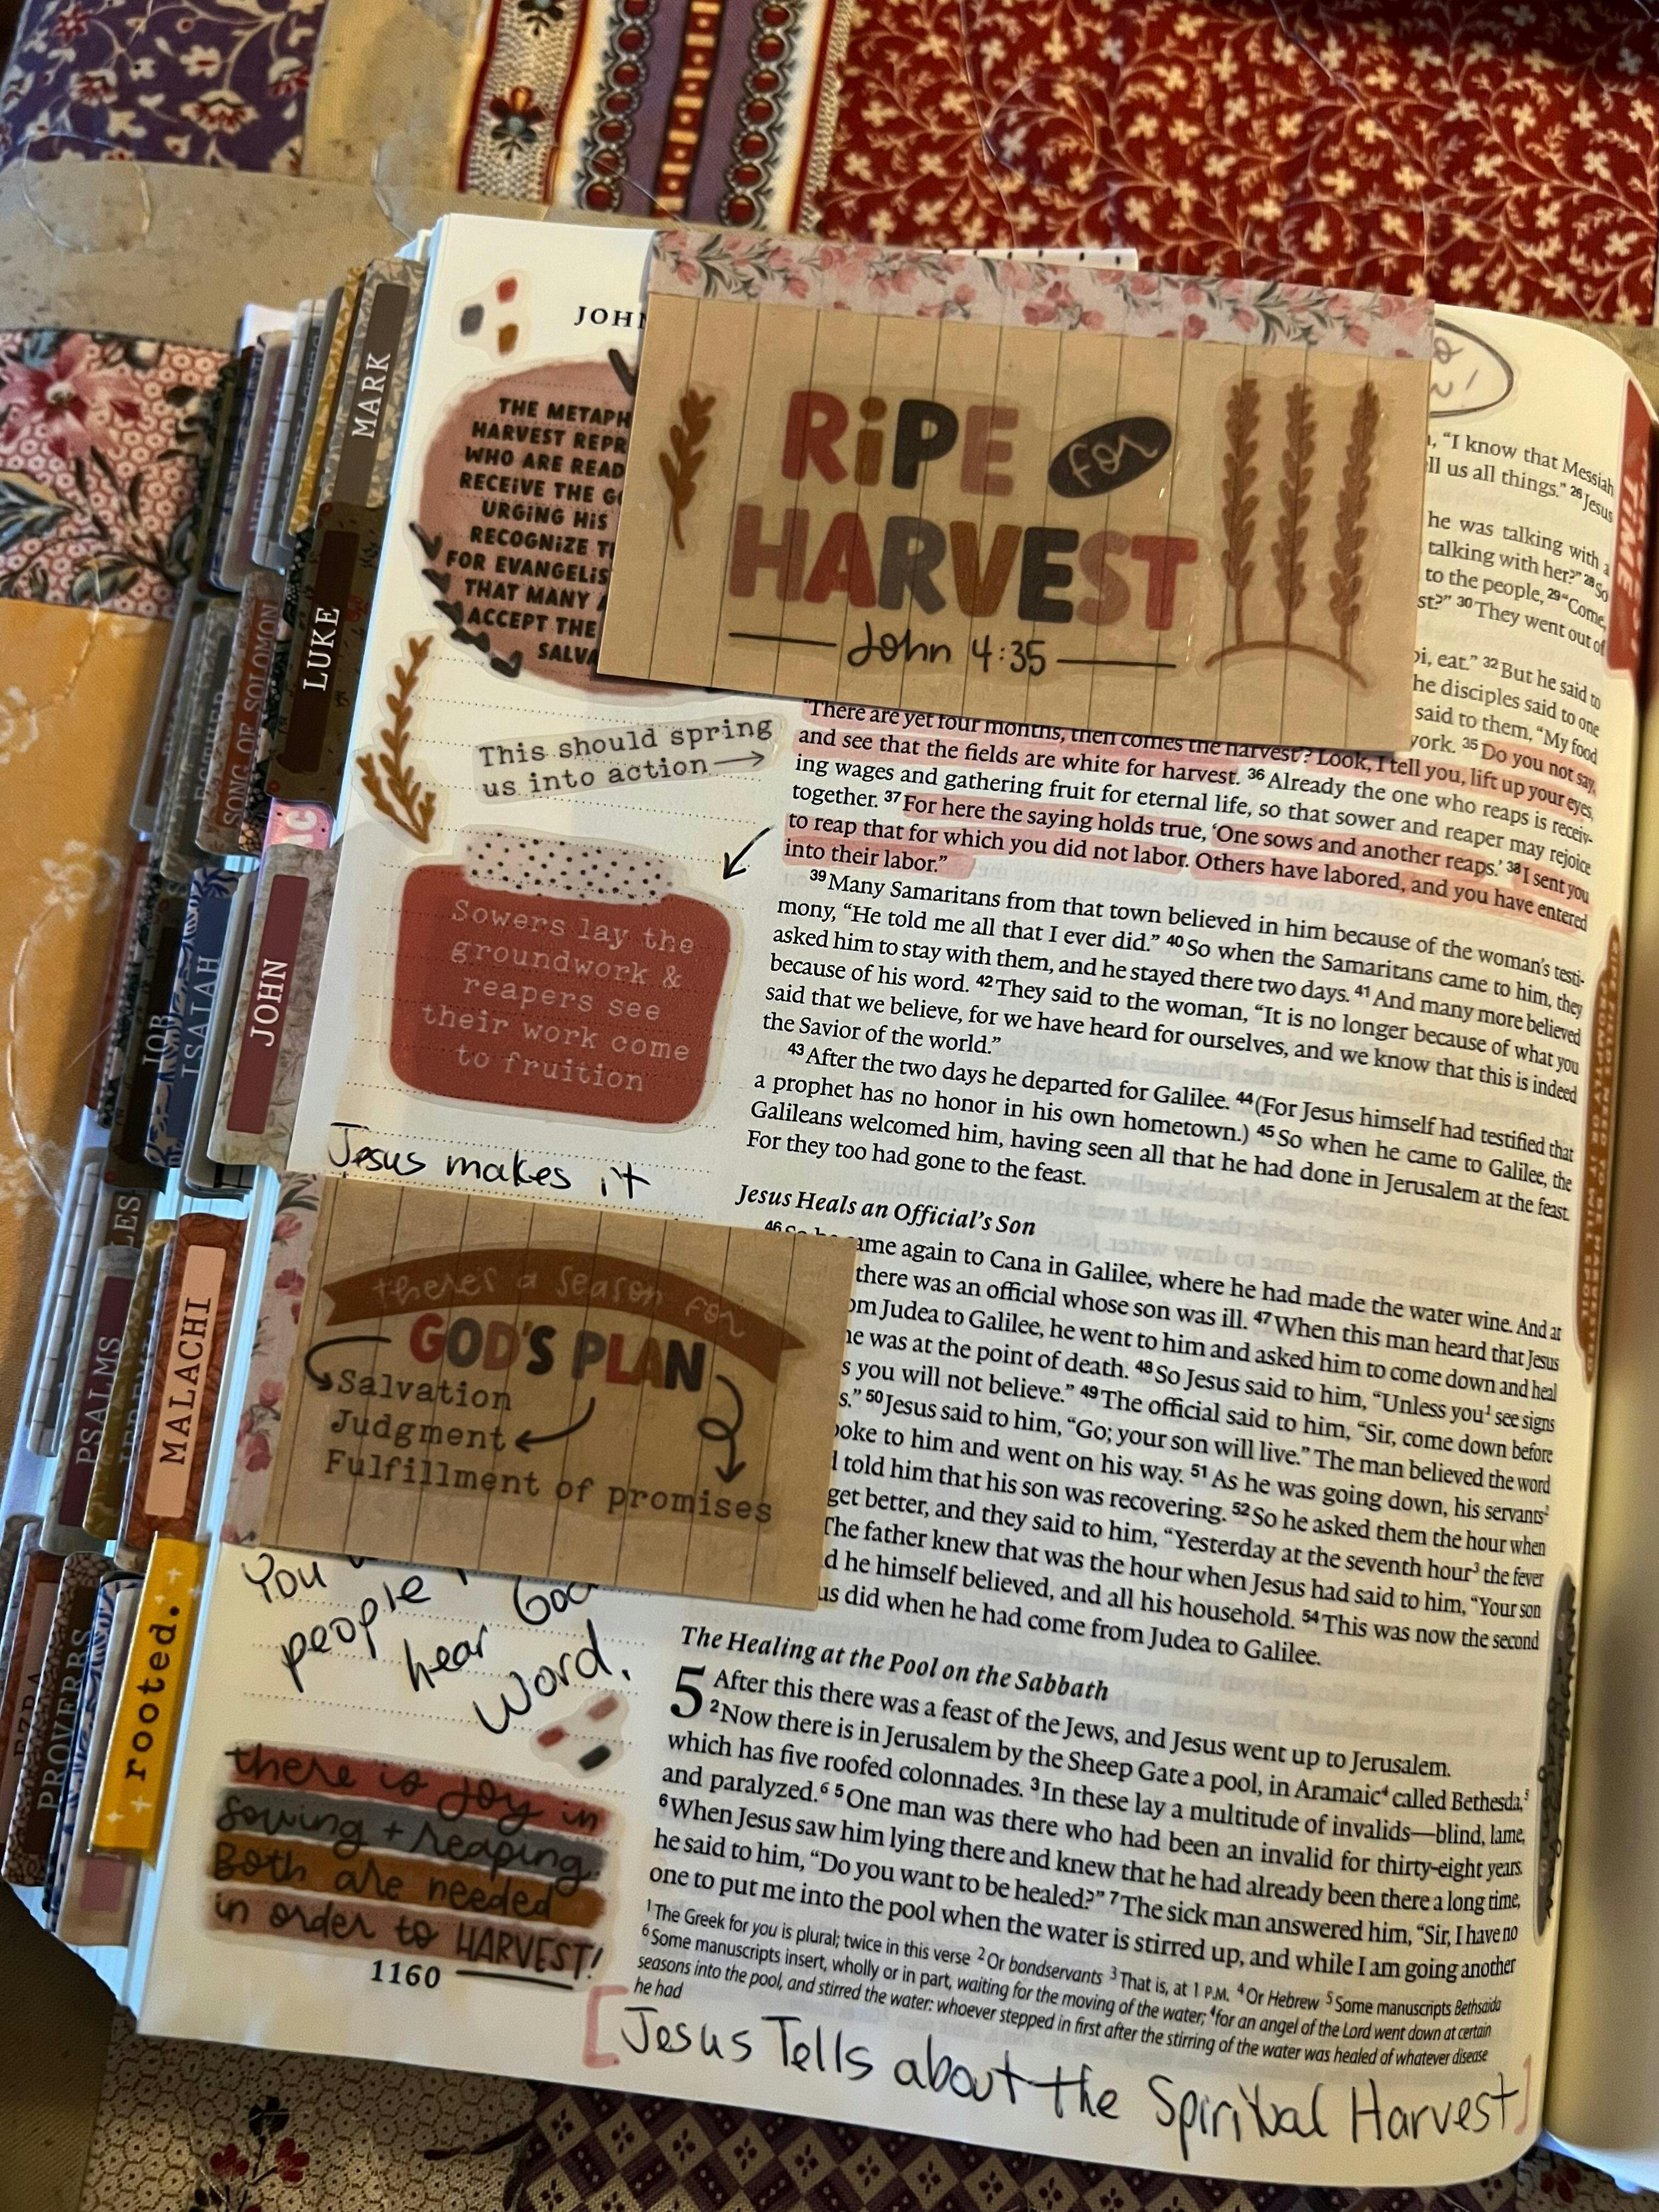 JOHN
THE METAPH
HARVEST REPR
WHO ARE READ
RECEIVE THE G
URGING HIS
RECOGNIZE T
FOR EVANGELIS
THAT MANY
ACCEPT THE
SALVA
RiPE for
HARVEST
John 4:35
This should spring
us into action
Sowers lay the
groundwork &
reapers see
their work come
to fruition
Jesus makes it
there's a season for
GOD'S PLAN
Salvation
Judgment
Fulfillment of promises
You
people
hear God
Word.
there is joy in
sowing + reaping.
Both are needed
in order to HARVEST!
1160
"I know that Messiah
ll us all things." 26 Jesus
he was talking with a
talking with her?" 28 So
to the people, 29 "Come,
st?" 30 They went out of
bi, eat." 32 But he said to
he disciples said to one
said to them, "My food
work. 35 Do you not say,
'There are yet four months, then comes the harvest'? Look, I tell you, lift up your eyes,
and see that the fields are white for harvest. 36 Already the one who reaps is receiv-
ing wages and gathering fruit for eternal life, so that sower and reaper may rejoice
together. 37 For here the saying holds true, 'One sows and another reaps.' 38 I sent you
to reap that for which you did not labor. Others have labored, and you have entered
into their labor."
39 Many Samaritans from that town believed in him because of the woman's testi-
mony, "He told me all that I ever did." 40 So when the Samaritans came to him, they
asked him to stay with them, and he stayed there two days. 41 And many more believed
because of his word. 42 They said to the woman, "It is no longer because of what you
said that we believe, for we have heard for ourselves, and we know that this is indeed
the Savior of the world."
43 After the two days he departed for Galilee. 44 (For Jesus himself had testified that
a prophet has no honor in his own hometown.) 45 So when he came to Galilee, the
Galileans welcomed him, having seen all that he had done in Jerusalem at the feast.
For they too had gone to the feast.
Jesus Heals an Official's Son
46 So he came again to Cana in Galilee, where he had made the water wine. And at
there was an official whose son was ill. 47 When this man heard that Jesus
om Judea to Galilee, he went to him and asked him to come down and heal
he was at the point of death. 48 So Jesus said to him, "Unless you1 see signs
s you will not believe." 49 The official said to him, "Sir, come down before
s." 50 Jesus said to him, "Go; your son will live." The man believed the word
poke to him and went on his way. 51 As he was going down, his servants2
d told him that his son was recovering. 52 So he asked them the hour when
get better, and they said to him, "Yesterday at the seventh hour3 the fever
The father knew that was the hour when Jesus had said to him, "Your son
d he himself believed, and all his household. 54 This was now the second
us did when he had come from Judea to Galilee.
The Healing at the Pool on the Sabbath
5 After this there was a feast of the Jews, and Jesus went up to Jerusalem.
2 Now there is in Jerusalem by the Sheep Gate a pool, in Aramaic4 called Bethesda,5
which has five roofed colonnades. 3 In these lay a multitude of invalids—blind, lame,
and paralyzed.6 5 One man was there who had been an invalid for thirty-eight years.
6 When Jesus saw him lying there and knew that he had already been there a long time,
he said to him, "Do you want to be healed?" 7 The sick man answered him, "Sir, I have no
one to put me into the pool when the water is stirred up, and while I am going another
1 The Greek for you is plural; twice in this verse 2 Or bondservants 3 That is, at 1 P.M. 4 Or Hebrew 5 Some manuscripts Bethsaida
6 Some manuscripts insert, wholly or in part, waiting for the moving of the water; 4 for an angel of the Lord went down at certain
seasons into the pool, and stirred the water: whoever stepped in first after the stirring of the water was healed of whatever disease
he had
[Jesus Tells about the Spiritual Harvest]
MARK
LUKE
SONG OF SOLOMON
JOHN
ISAIAH
JOB
MALACHI
PSALMS
rooted.
PROVERBS
EZRA